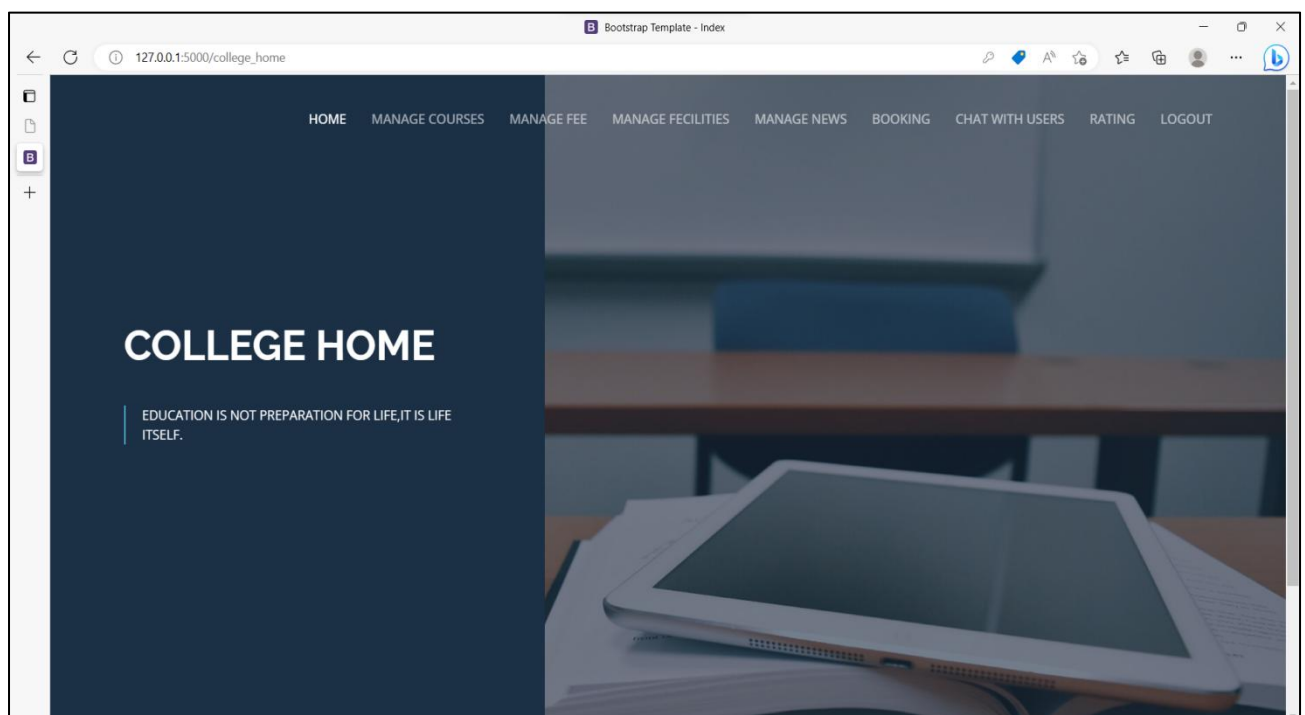 Bootstrap Template - Index
127.0.0.1:5000/college_home
HOME MANAGE COURSES MANAGE FEE MANAGE FECILITIES MANAGE NEWS BOOKING CHAT WITH USERS RATING LOGOUT
COLLEGE HOME
EDUCATION IS NOT PREPARATION FOR LIFE,IT IS LIFE
ITSELF.